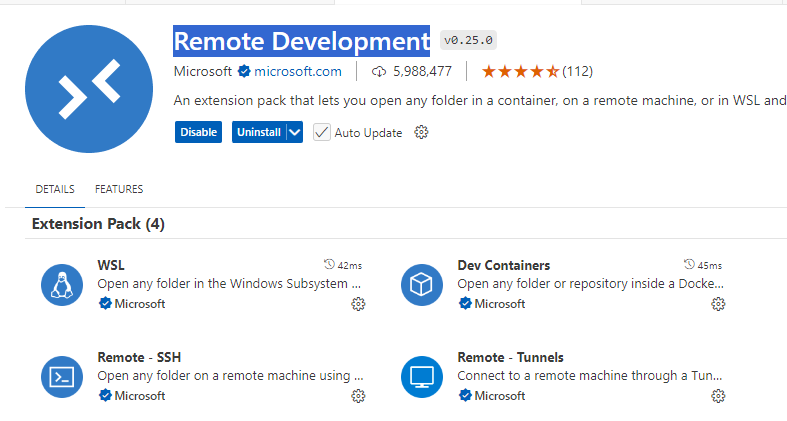 Remote Development v0.25.0
Microsoft microsoft.com 5,988,477 (112)
An extension pack that lets you open any folder in a container, on a remote machine, or in WSL and
Disable Uninstall Auto Update
DETAILS FEATURES
Extension Pack (4)
WSL 42ms
Open any folder in the Windows Subsystem ...
Microsoft
Dev Containers 45ms
Open any folder or repository inside a Docke...
Microsoft
Remote - SSH
Open any folder on a remote machine using ...
Microsoft
Remote - Tunnels
Connect to a remote machine through a Tun...
Microsoft